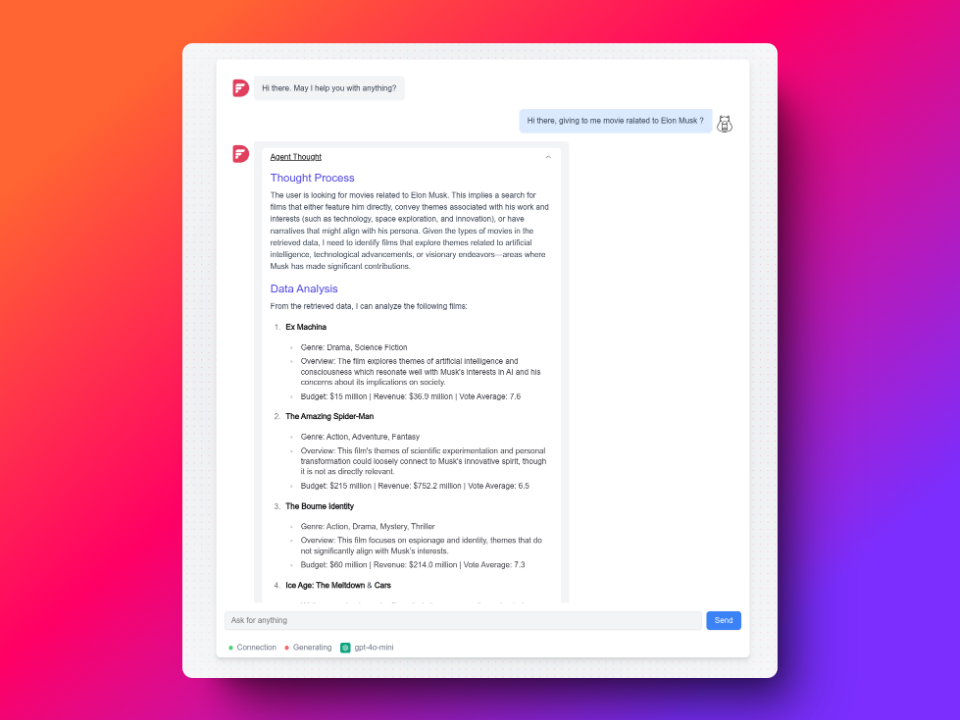 Hi there. May I help you with anything?
Hi there, giving to me movie ralated to Elon Musk ?
Agent Thought
Thought Process
The user is looking for movies related to Elon Musk. This implies a search for
films that either feature him directly, convey themes associated with his work and
interests (such as technology, space exploration, and innovation), or have
narratives that might align with his persona. Given the types of movies in the
retrieved data, I need to identify films that explore themes related to artificial
intelligence, technological advancements, or visionary endeavors—areas where
Musk has made significant contributions.
Data Analysis
From the retrieved data, I can analyze the following films:
1. Ex Machina
Genre: Drama, Science Fiction
Overview: The film explores themes of artificial intelligence and
consciousness which resonate well with Musk's interests in AI and his
concerns about its implications on society.
Budget: $15 million | Revenue: $36.9 million | Vote Average: 7.6
2. The Amazing Spider-Man
Genre: Action, Adventure, Fantasy
Overview: This film's themes of scientific experimentation and personal
transformation could loosely connect to Musk's innovative spirit, though
it is not as directly relevant.
Budget: $215 million | Revenue: $752.2 million | Vote Average: 6.5
3. The Bourne Identity
Genre: Action, Drama, Mystery, Thriller
Overview: This film focuses on espionage and identity, themes that do
not significantly align with Musk's interests.
Budget: $60 million | Revenue: $214.0 million | Vote Average: 7.3
4. Ice Age: The Meltdown & Cars
Ask for anything
Send
Connection Generating gpt-4o-mini